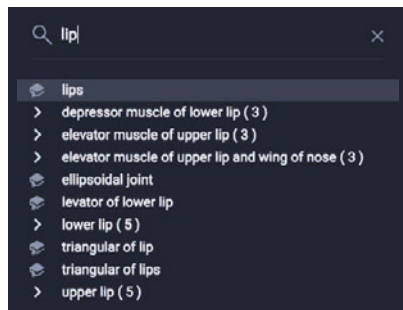 lip
lips
depressor muscle of lower lip ( 3 )
elevator muscle of upper lip ( 3 )
elevator muscle of upper lip and wing of nose ( 3 )
ellipsoidal joint
levator of lower lip
lower lip ( 5 )
triangular of lip
triangular of lips
upper lip ( 5 )